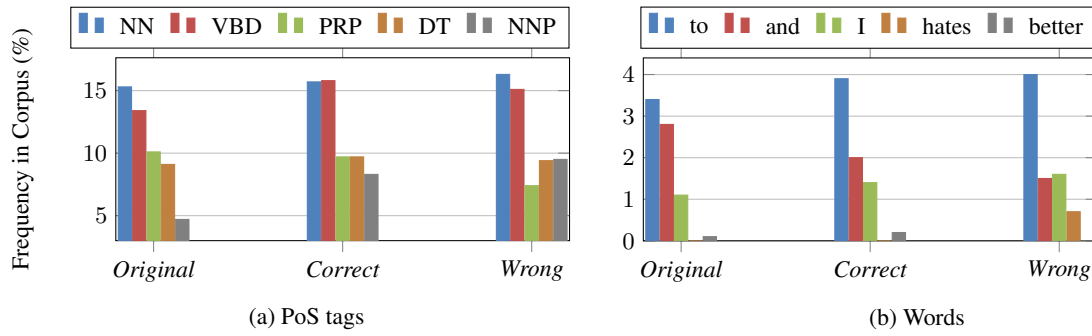 NN VBD PRP DT NNP
Frequency in Corpus (%)
15
10
5
Original Correct Wrong
(a) PoS tags
to and I hates better
4
3
2
1
0
Original Correct Wrong
(b) Words